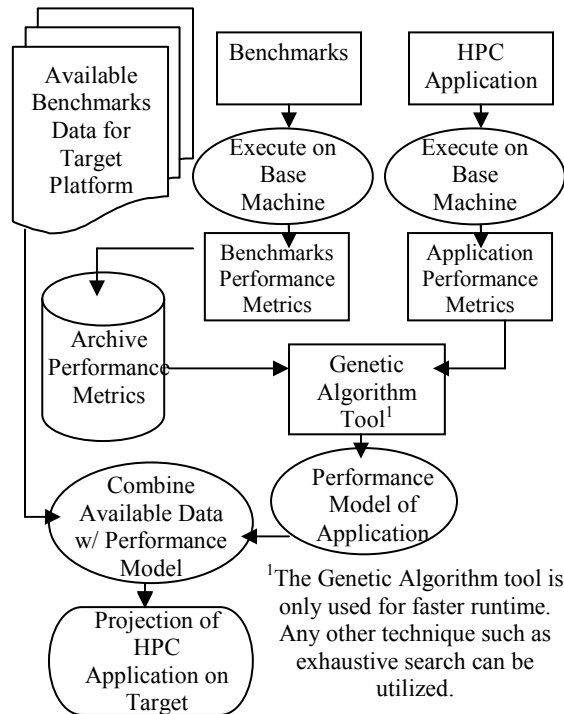 Available
Benchmarks
Data for
Target
Platform
Benchmarks
HPC
Application
Execute on
Base
Machine
Execute on
Base
Machine
Benchmarks
Performance
Metrics
Application
Performance
Metrics
Archive
Performance
Metrics
Genetic
Algorithm
Tool¹
Performance
Model of
Application
Combine
Available Data
w/ Performance
Model
Projection of
HPC
Application on
Target
¹The Genetic Algorithm tool is
only used for faster runtime.
Any other technique such as
exhaustive search can be
utilized.